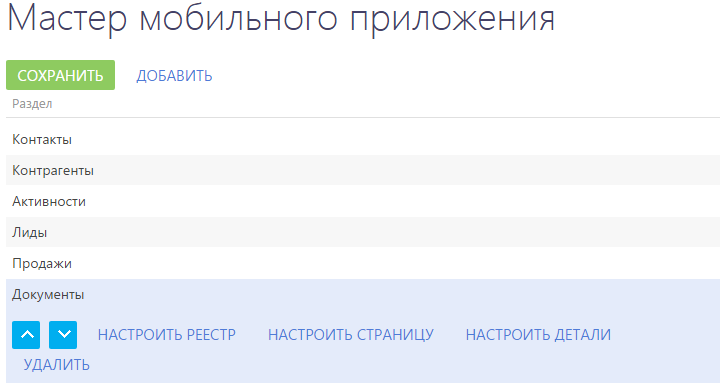 Мастер мобильного приложения
СОХРАНИТЬ ДОБАВИТЬ
Раздел
Контакты
Контрагенты
Активности
Лиды
Продажи
Документы
НАСТРОИТЬ РЕЕСТР НАСТРОИТЬ СТРАНИЦУ НАСТРОИТЬ ДЕТАЛИ
УДАЛИТЬ